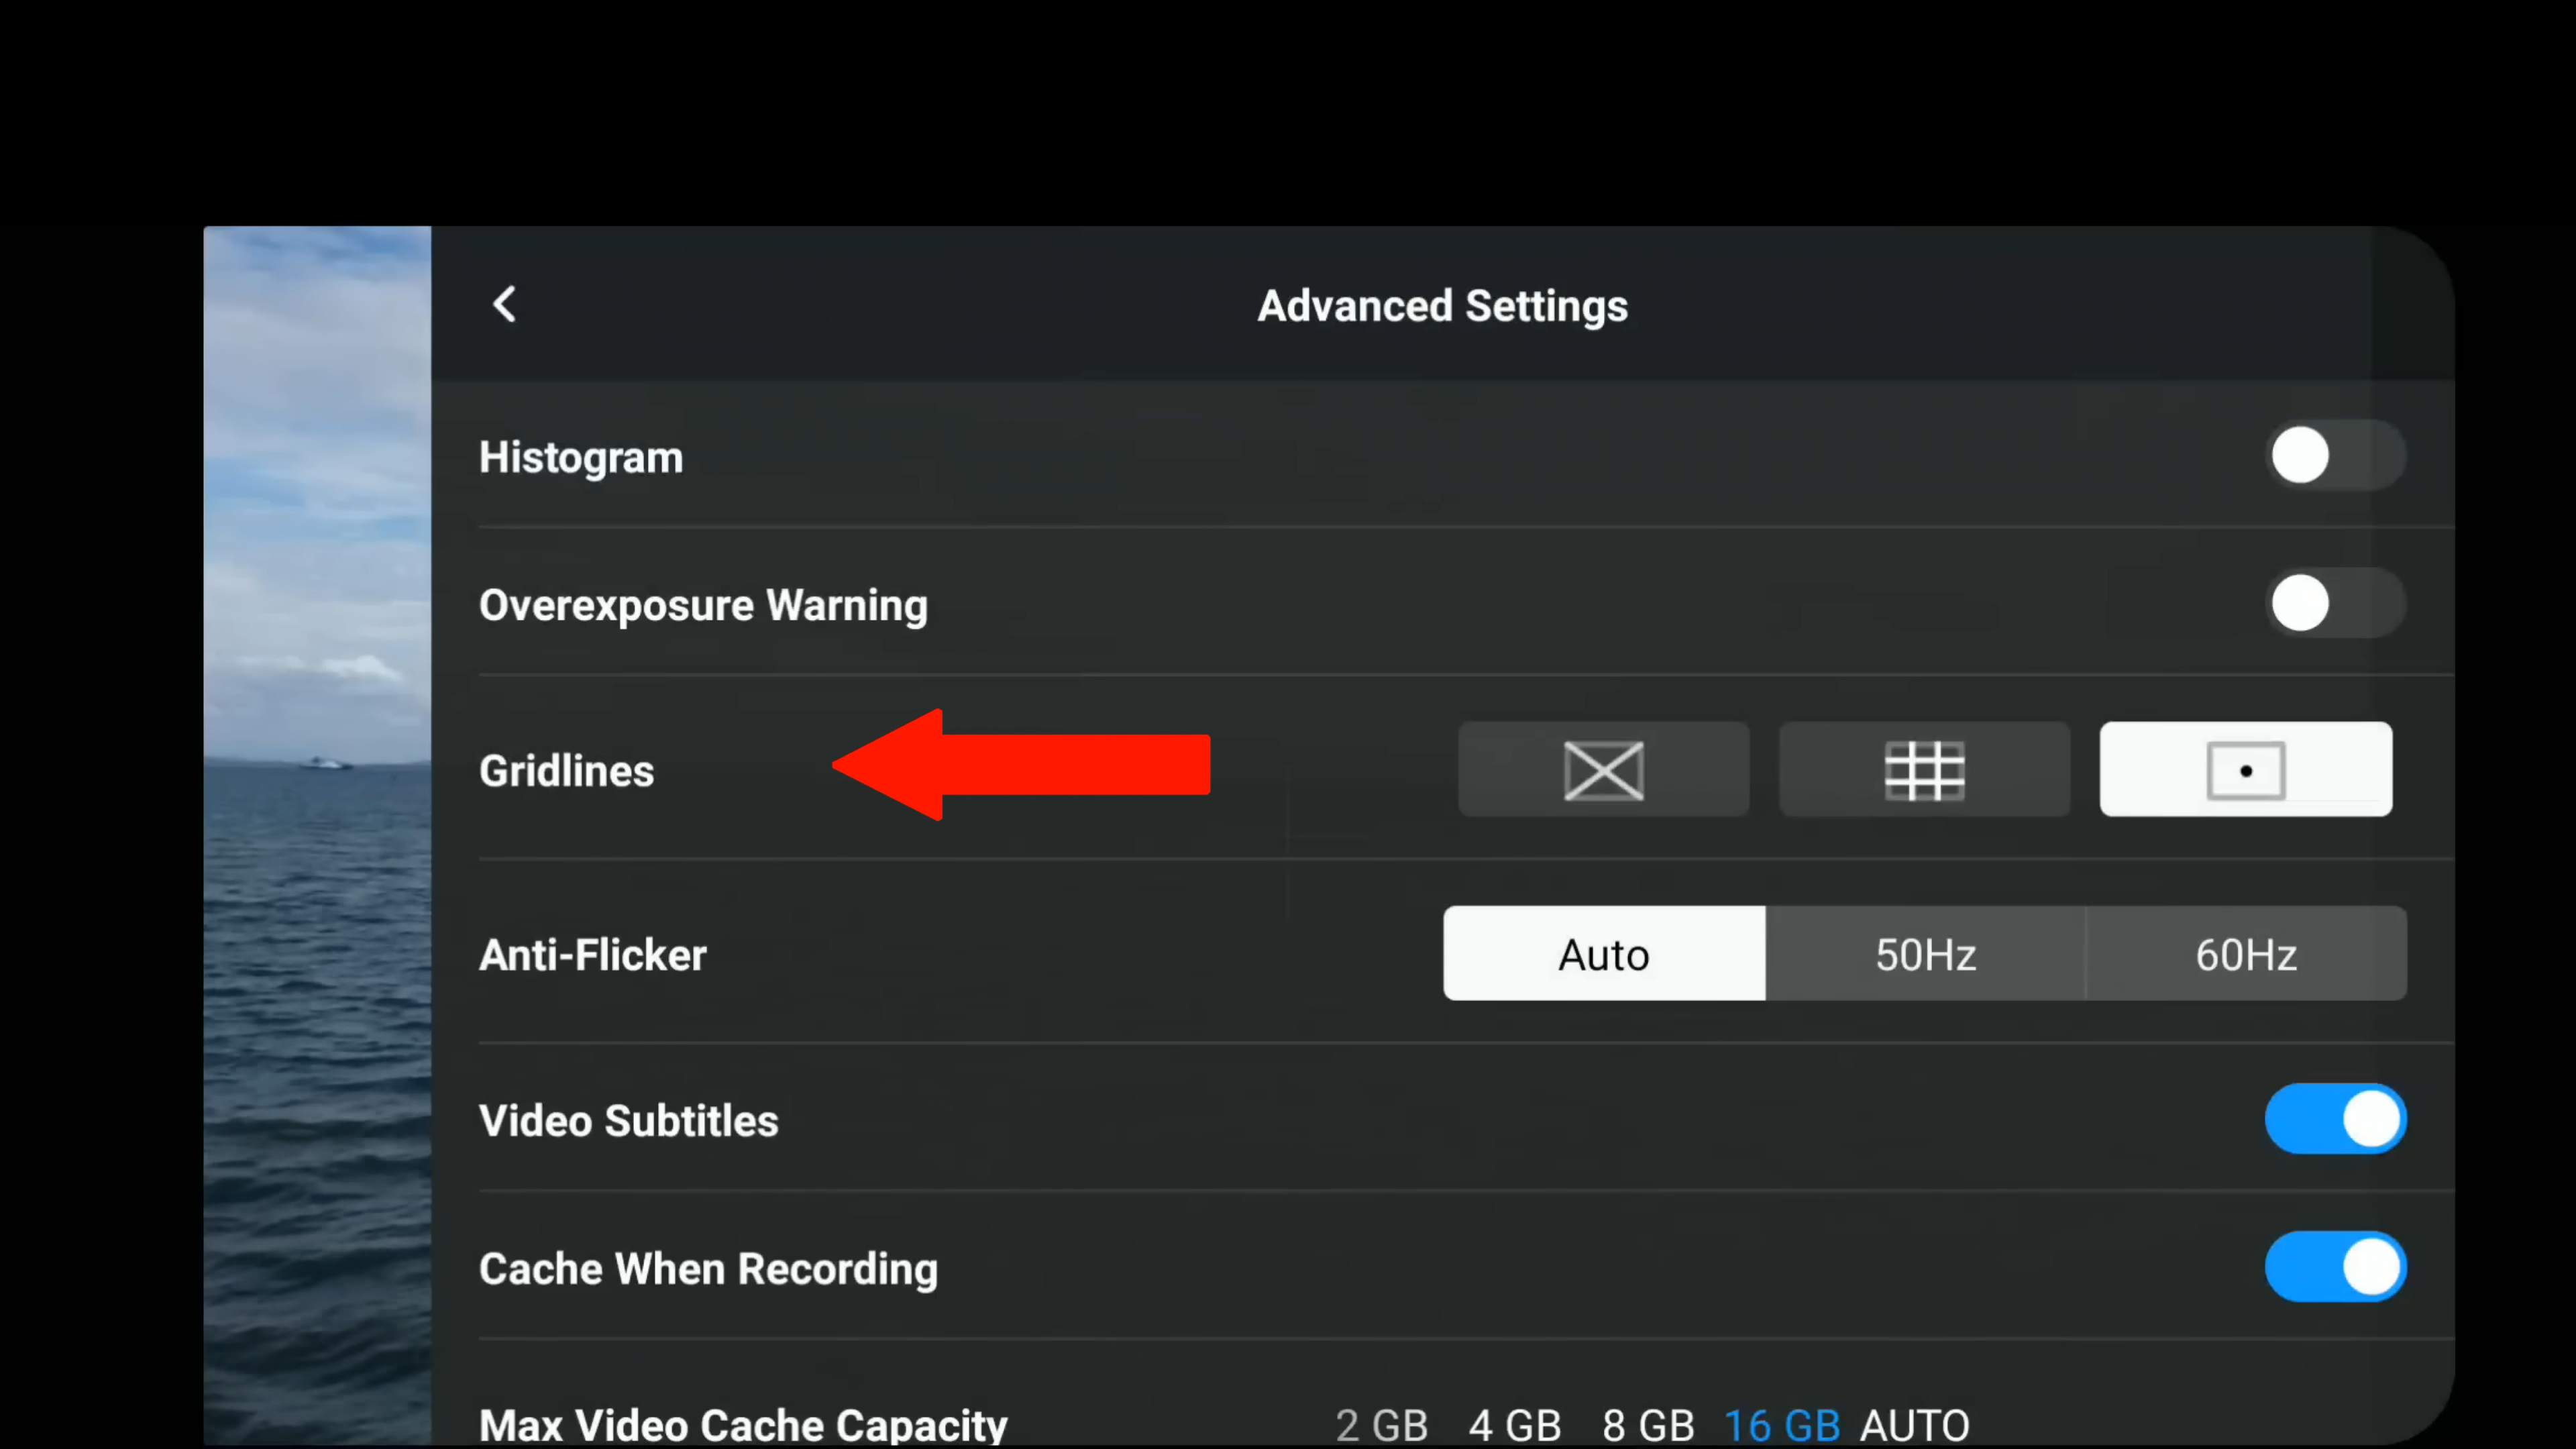 Advanced Settings
Histogram
Overexposure Warning
Gridlines
Anti-Flicker Auto 50Hz 60Hz
Video Subtitles
Cache When Recording
Max Video Cache Capacity 2 GB 4 GB 8 GB 16 GB AUTO